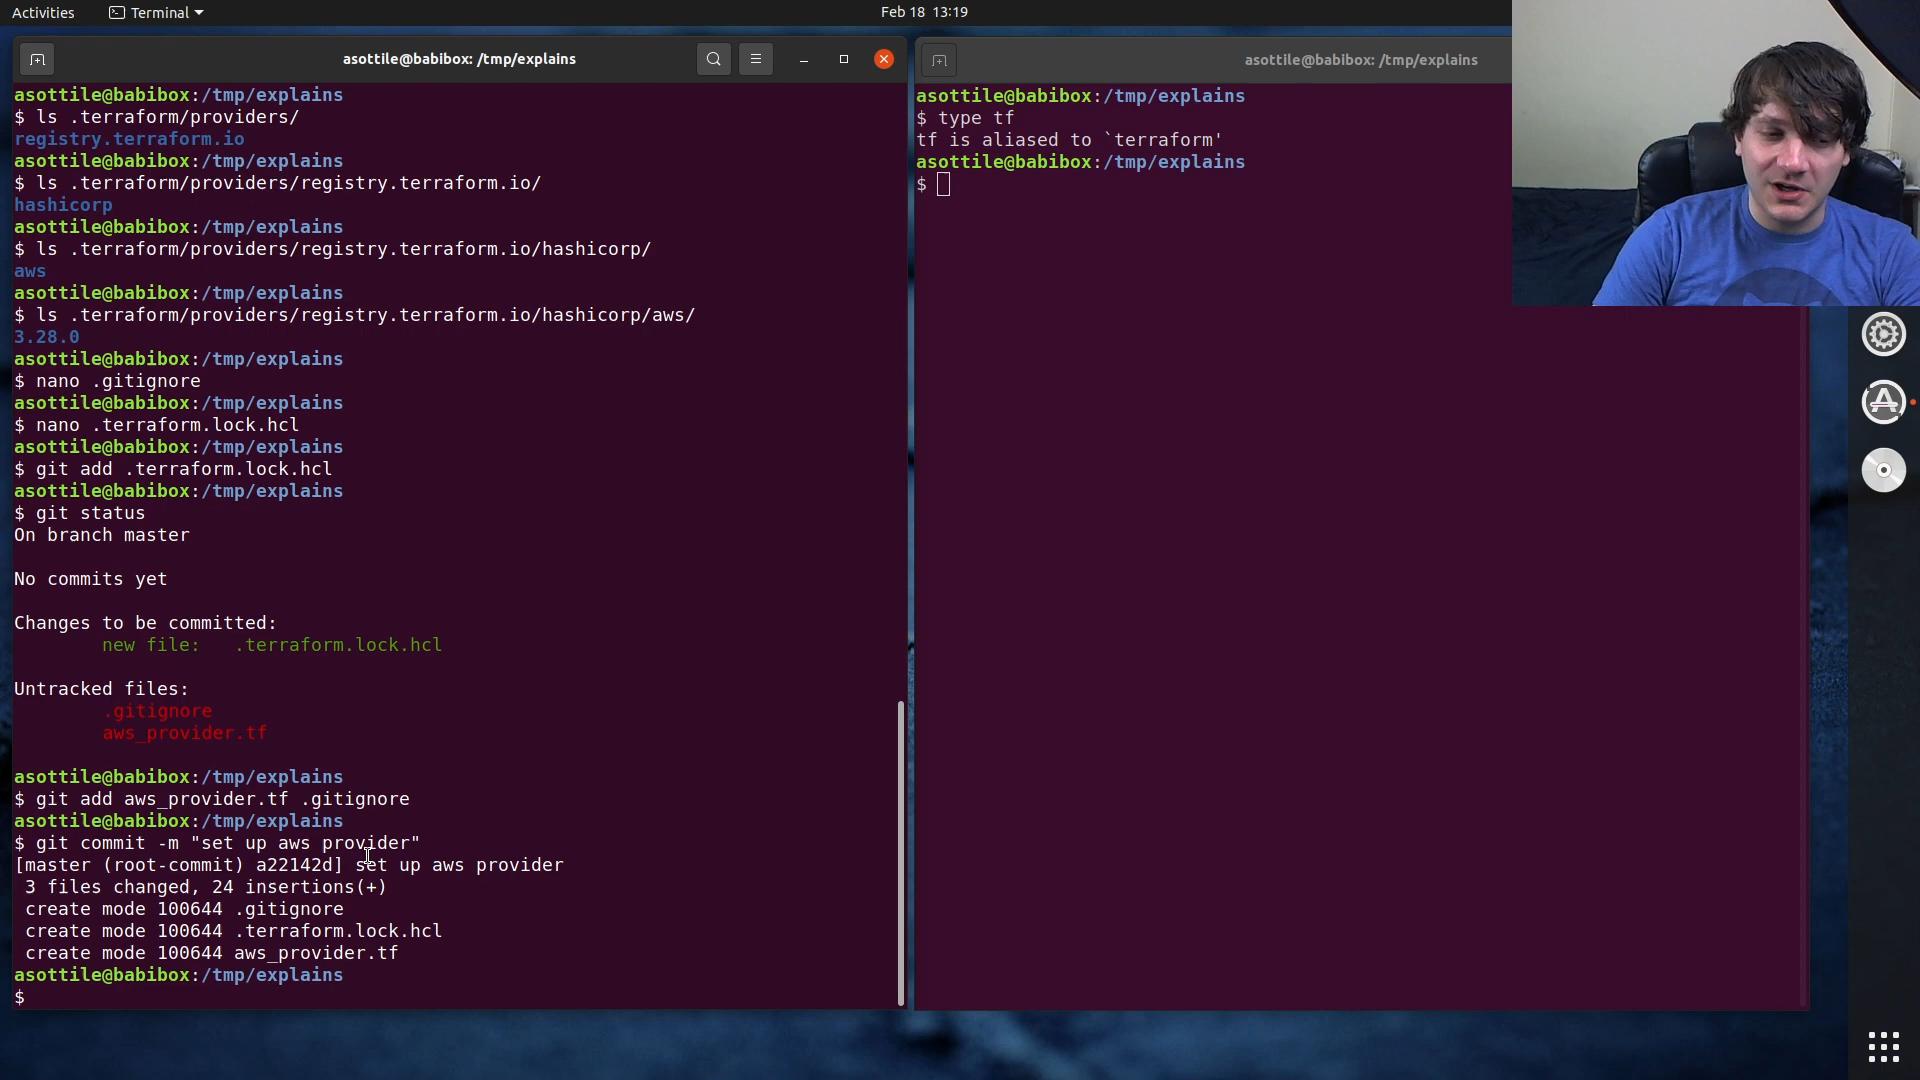 Activities
Terminal
Feb 18 13:19
asottile@babibox: /tmp/explains
asottile@babibox:/tmp/explains
$ ls .terraform/providers/
registry.terraform.io
asottile@babibox:/tmp/explains
$ ls .terraform/providers/registry.terraform.io/
hashicorp
asottile@babibox:/tmp/explains
$ ls .terraform/providers/registry.terraform.io/hashicorp/
aws
asottile@babibox:/tmp/explains
$ ls .terraform/providers/registry.terraform.io/hashicorp/aws/
3.28.0
asottile@babibox:/tmp/explains
$ nano .gitignore
asottile@babibox:/tmp/explains
$ nano .terraform.lock.hcl
asottile@babibox:/tmp/explains
$ git add .terraform.lock.hcl
asottile@babibox:/tmp/explains
$ git status
On branch master
No commits yet
Changes to be committed:
new file:   .terraform.lock.hcl
Untracked files:
.gitignore
aws_provider.tf
asottile@babibox:/tmp/explains
$ git add aws_provider.tf .gitignore
asottile@babibox:/tmp/explains
$ git commit -m "set up aws provider"
[master (root-commit) a22142d] set up aws provider
3 files changed, 24 insertions(+)
create mode 100644 .gitignore
create mode 100644 .terraform.lock.hcl
create mode 100644 aws_provider.tf
asottile@babibox:/tmp/explains
$
asottile@babibox: /tmp/explains
asottile@babibox:/tmp/explains
$ type tf
tf is aliased to `terraform'
asottile@babibox:/tmp/explains
$